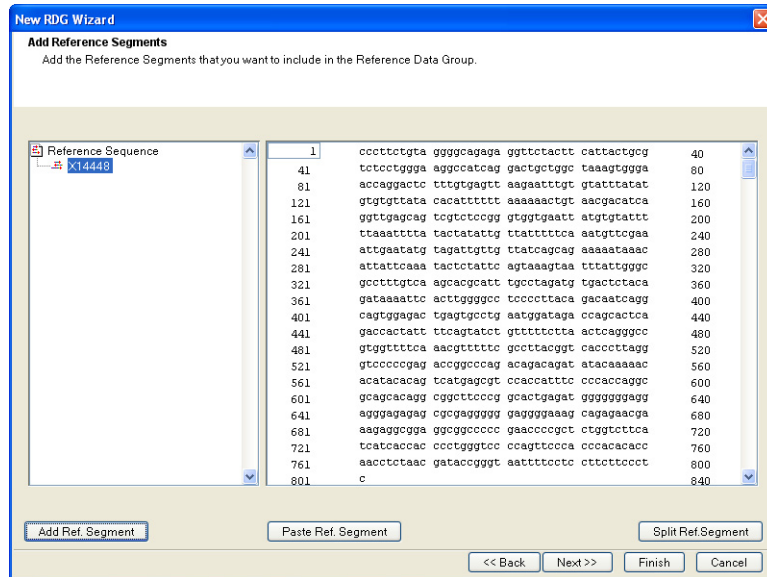 New RDG Wizard
Add Reference Segments
Add the Reference Segments that you want to include in the Reference Data Group.
Reference Sequence
X14448
1 cccttctgta ggggcagaga ggttctactt cattactgcg 40
41 tctcctggga aggccatcag gactgctggc taaagtggga 80
81 accaggactc tttgtgagtt aagaatttgt gtatttatat 120
121 gtgtgttata cacatttttt aaaaaactgt aacgacatca 160
161 ggttgagcag tcgtctccgg gtggtgaatt atgtgtattt 200
201 ttaaatttta tactatattg ttatttttca aatgttcgaa 240
241 attgaatatg tagattgttg ttatcagcag aaaaataaac 280
281 attattcaaa tactctattc agtaaagtaa tttattgggc 320
321 gcctttgtca agcacgcatt tgcctagatg tgactctaca 360
361 gataaaattc acttggggcc tccccttaca gacaatcagg 400
401 cagtggagac tgagtgcctg aatggataga ccagcactca 440
441 gaccactatt ttcagtatct gtttttctta actcagggcc 480
481 gtggttttca aacgtttttc gccttacggt cacccttagg 520
521 gtcccccgag accggcccag acagacagat atacaaaaac 560
561 acatacacag tcatgagcgt ccaccatttc cccaccaggc 600
601 gcagcacagg cggcttcccg gcactgagat gggggggagg 640
641 agggagagag cgcgaggggg gaggggaaag cagagaacga 680
681 aagaggcgga ggcggccccc gaaccccgct ctggtcttca 720
721 tcatcaccac cccctgggtcc cccagttccca cccacacacc 760
761 aacctctaac gataccgggt aattttcctc cttcttccct 800
801 c 840
Add Ref. Segment
Paste Ref. Segment
Split Ref.Segment
<< Back
Next >>
Finish
Cancel